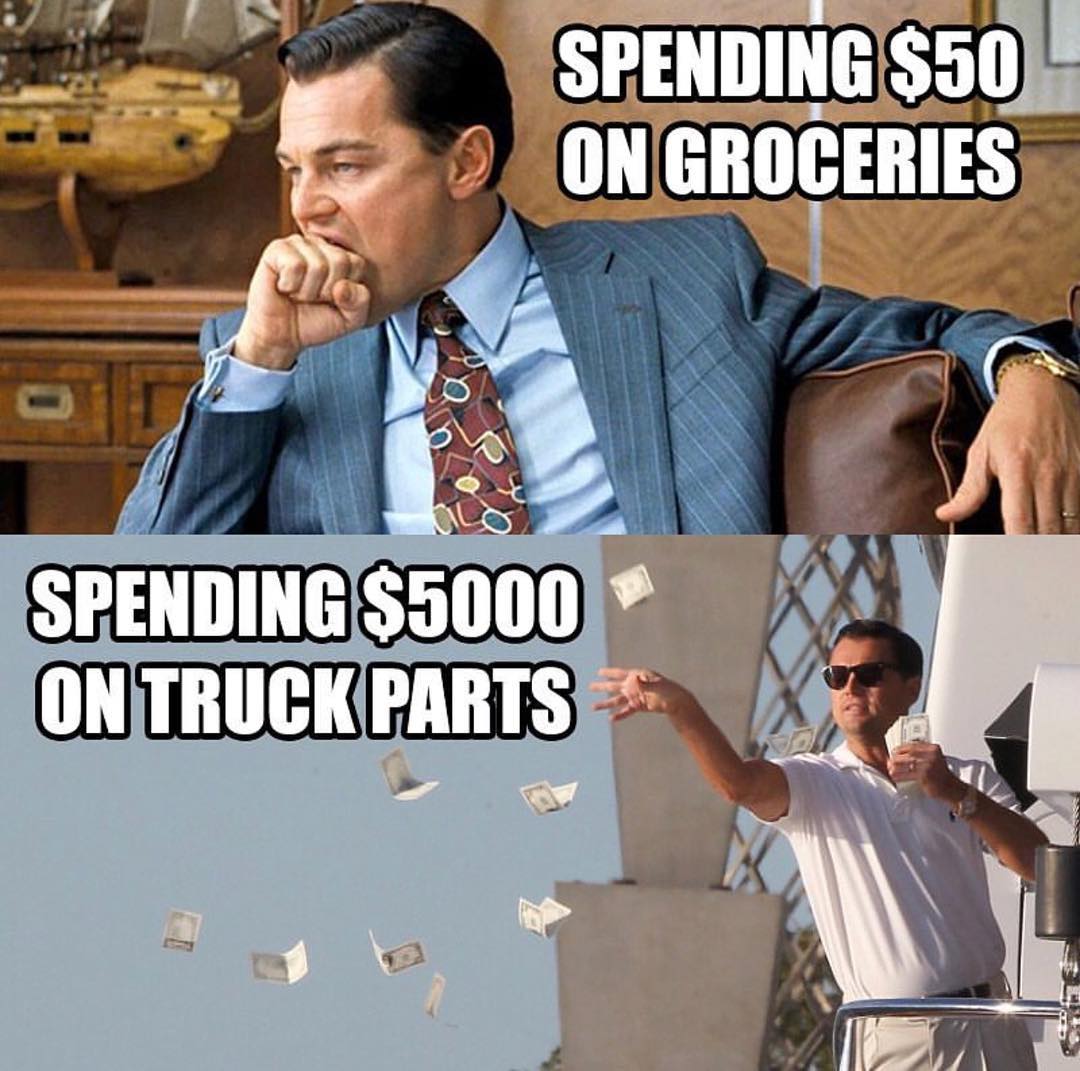 SPENDING $50
ON GROCERIES
SPENDING $5000
ON TRUCK PARTS